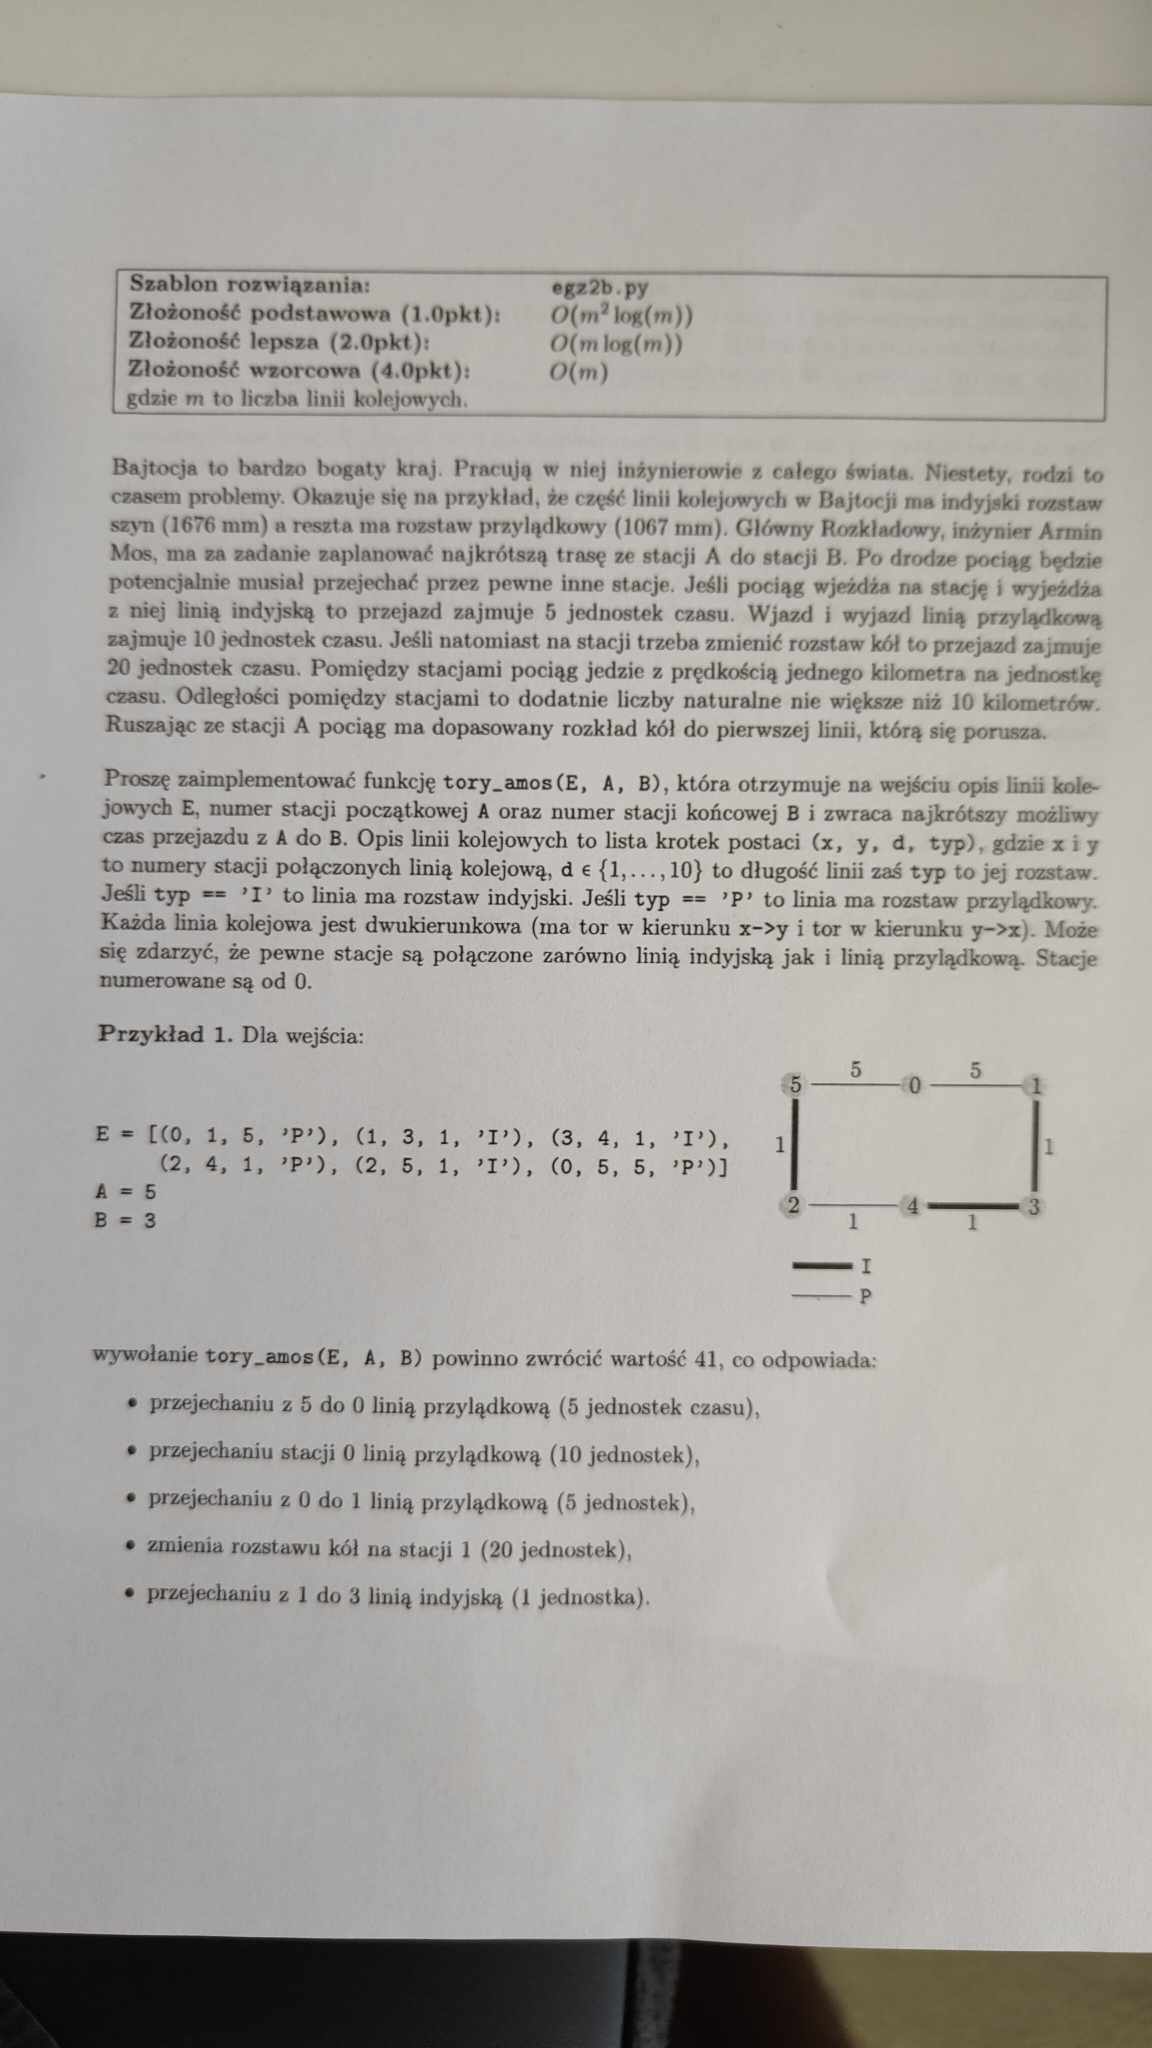 Szablon rozwiązania: egz2b.py
Złożoność podstawowa (1.0pkt): O(m² log(m))
Złożoność lepsza (2.0pkt): O(m log(m))
Złożoność wzorcowa (4.0pkt): O(m)
gdzie m to liczba linii kolejowych.
Bajtocja to bardzo bogaty kraj. Pracują w niej inżynierowie z całego świata. Niestety, rodzi to
czasem problemy. Okazuje się na przykład, że część linii kolejowych w Bajtocji ma indyjski rozstaw
szyn (1676 mm) a reszta ma rozstaw przylądkowy (1067 mm). Główny Rozkładowy, inżynier Armin
Mos, ma za zadanie zaplanować najkrótszą trasę ze stacji A do stacji B. Po drodze pociąg będzie
potencjalnie musiał przejechać przez pewne inne stacje. Jeśli pociąg wjeżdża na stację i wyjeżdża
z niej linią indyjską to przejazd zajmuje 5 jednostek czasu. Wjazd i wyjazd linią przylądkową
zajmuje 10 jednostek czasu. Jeśli natomiast na stacji trzeba zmienić rozstaw kół to przejazd zajmuje
20 jednostek czasu. Pomiędzy stacjami pociąg jedzie z prędkością jednego kilometra na jednostkę
czasu. Odległości pomiędzy stacjami to dodatnie liczby naturalne nie większe niż 10 kilometrów.
Ruszając ze stacji A pociąg ma dopasowany rozkład kół do pierwszej linii, którą się porusza.
Proszę zaimplementować funkcję tory_amos(E, A, B), która otrzymuje na wejściu opis linii kole-
jowych E, numer stacji początkowej A oraz numer stacji końcowej B i zwraca najkrótszy możliwy
czas przejazdu z A do B. Opis linii kolejowych to lista krotek postaci (x, y, d, typ), gdzie x i y
to numery stacji połączonych linią kolejową, d ∈ {1,...,10} to długość linii zaś typ to jej rozstaw.
Jeśli typ == 'I' to linia ma rozstaw indyjski. Jeśli typ == 'P' to linia ma rozstaw przylądkowy.
Każda linia kolejowa jest dwukierunkowa (ma tor w kierunku x->y i tor w kierunku y->x). Może
się zdarzyć, że pewne stacje są połączone zarówno linią indyjską jak i linią przylądkową. Stacje
numerowane są od 0.
Przykład 1. Dla wejścia:
E = [(0, 1, 5, 'P'), (1, 3, 1, 'I'), (3, 4, 1, 'I'),
(2, 4, 1, 'P'), (2, 5, 1, 'I'), (0, 5, 5, 'P')]
A = 5
B = 3
5 5
5 0 1
1 1
2 4 3
1 1
I
P
wywołanie tory_amos(E, A, B) powinno zwrócić wartość 41, co odpowiada:
• przejechaniu z 5 do 0 linią przylądkową (5 jednostek czasu),
• przejechaniu stacji 0 linią przylądkową (10 jednostek),
• przejechaniu z 0 do 1 linią przylądkową (5 jednostek),
• zmienia rozstawu kół na stacji 1 (20 jednostek),
• przejechaniu z 1 do 3 linią indyjską (1 jednostka).